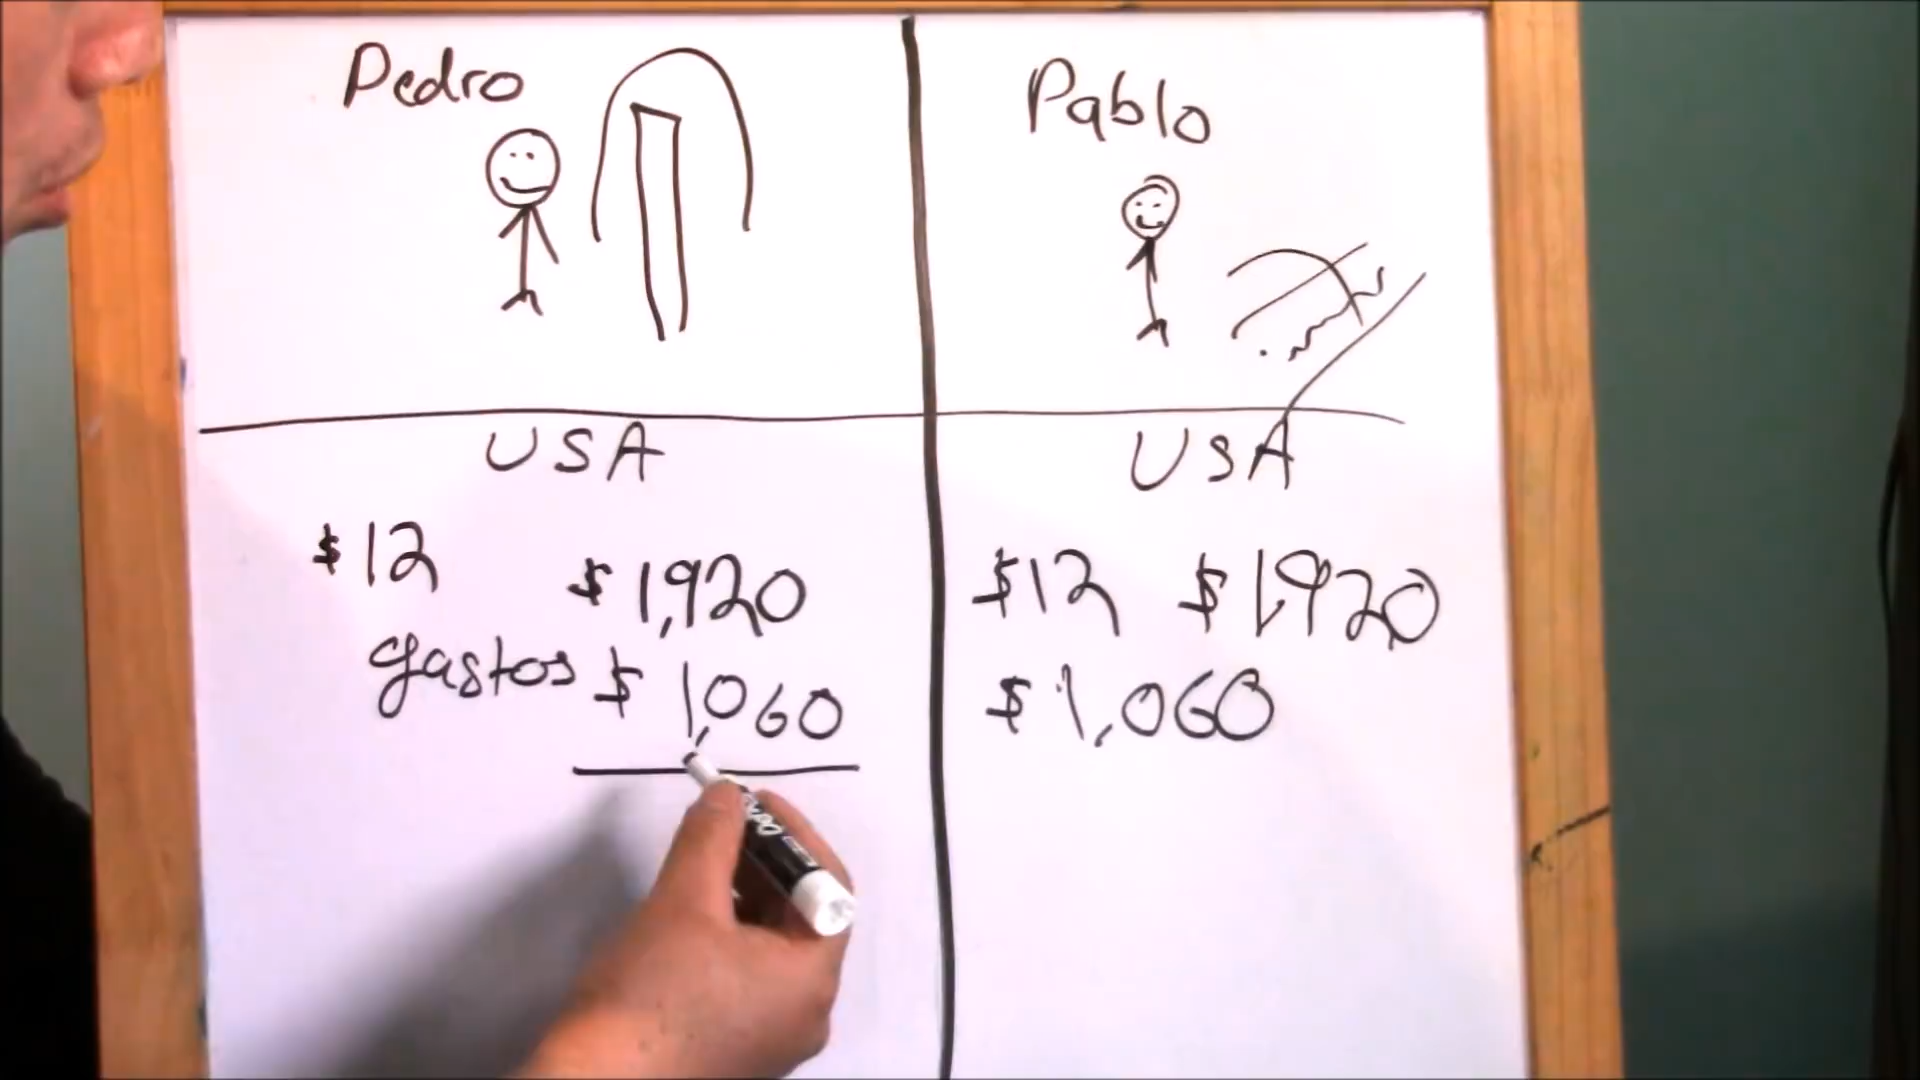 Pedro
USA
$12
$1,920
gastos $1,060
Pablo
USA
$12 $1,920
$1,060